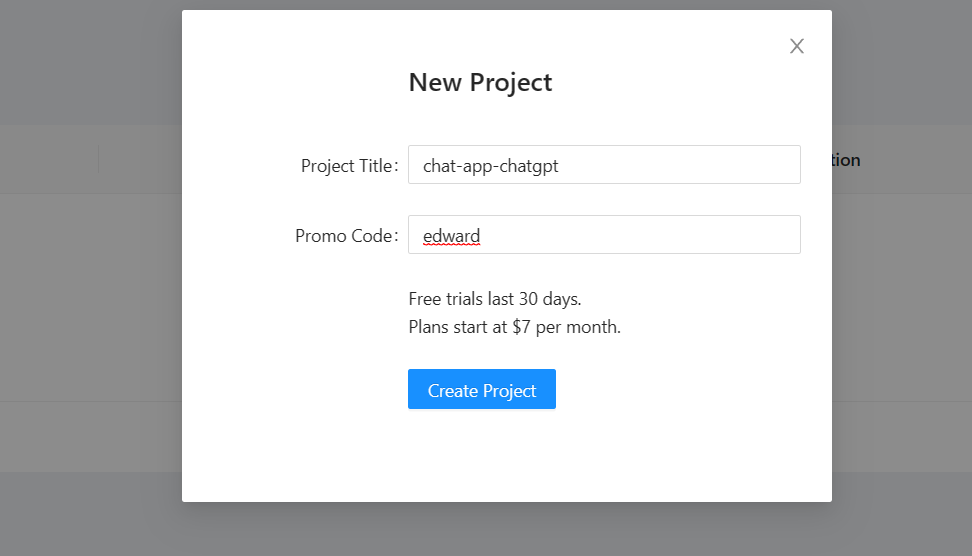 New Project
Project Title:
chat-app-chatgpt
Promo Code:
edward
Free trials last 30 days.
Plans start at $7 per month.
Create Project